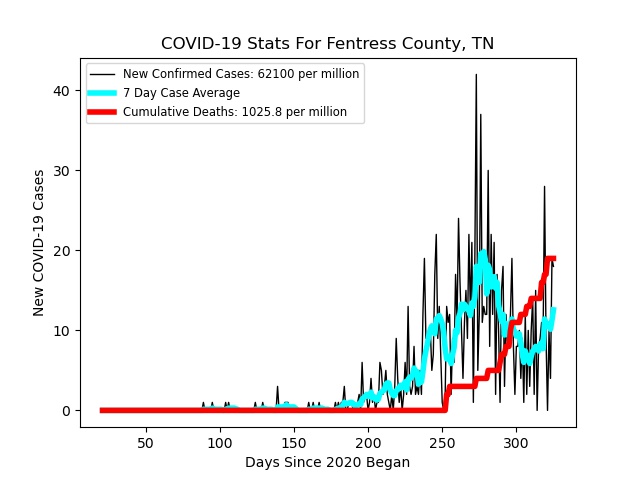 COVID-19 Stats For Fentress County, TN
New Confirmed Cases: 62100 per million
7 Day Case Average
Cumulative Deaths: 1025.8 per million
New COVID-19 Cases
40
30
20
10
0
50 100 150 200 250 300
Days Since 2020 Began